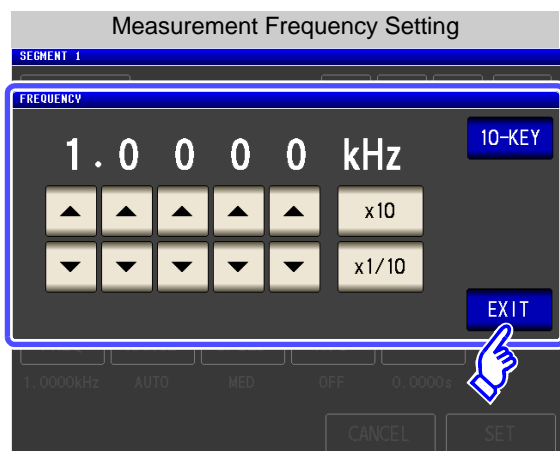 Measurement Frequency Setting
SEGMENT 1
FREQUENCY
1.0000 kHz
10-KEY
x10
x1/10
EXIT
1.0000kHz AUTO MED OFF 0.0000s
CANCEL SET